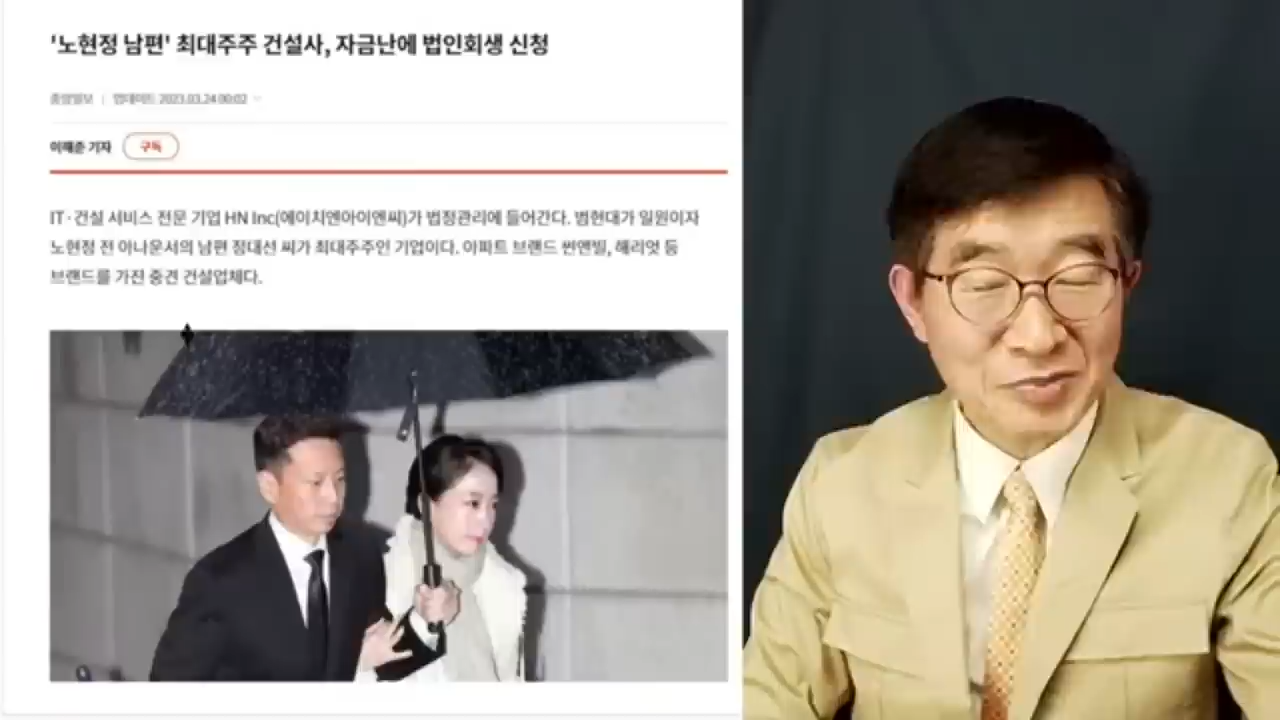 '노현정 남편' 최대주주 건설사, 자금난에 법인회생 신청
중앙일보 | 업데이트 2023.03.24 00:02
이해준 기자 구독
IT·건설 서비스 전문 기업 HN Inc(에이치엔아이엔씨)가 법정관리에 들어간다. 범현대가 일원이자
노현정 전 아나운서의 남편 정대선 씨가 최대주주인 기업이다. 아파트 브랜드 썬앤빌, 헤리엇 등
브랜드를 가진 중견 건설업체다.